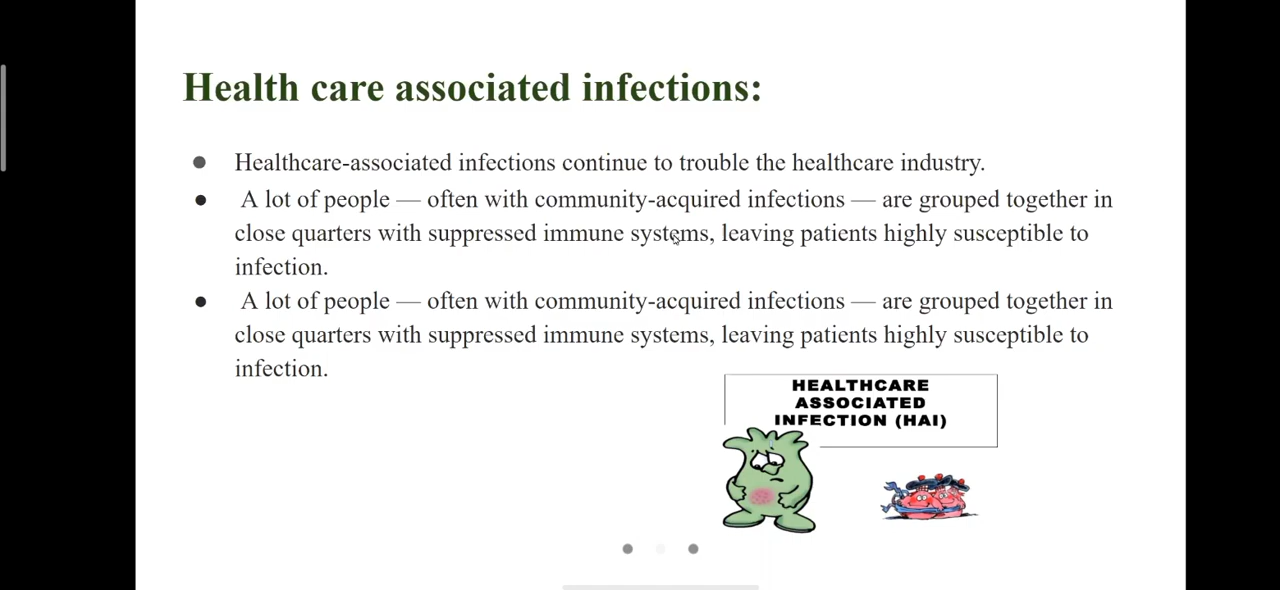 Health care associated infections:
Healthcare-associated infections continue to trouble the healthcare industry.
A lot of people — often with community-acquired infections — are grouped together in
close quarters with suppressed immune systems, leaving patients highly susceptible to
infection.
A lot of people — often with community-acquired infections — are grouped together in
close quarters with suppressed immune systems, leaving patients highly susceptible to
infection.
HEALTHCARE
ASSOCIATED
INFECTION (HAI)